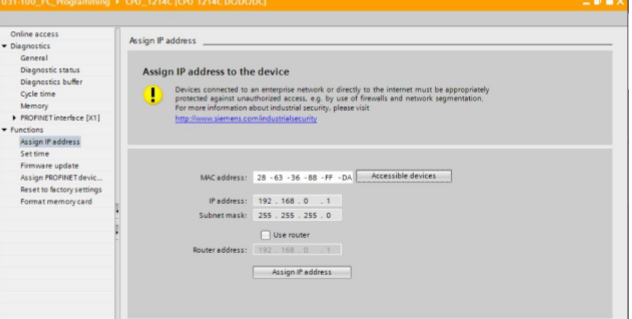 031-100_FC_Programming ▸ CPU_1214C [CPU 1214C DC/DC/DC]
Online access
Diagnostics
General
Diagnostic status
Diagnostics buffer
Cycle time
Memory
PROFINET interface [X1]
Functions
Assign IP address
Set time
Firmware update
Assign PROFINET devic...
Reset to factory settings
Format memory card
Assign IP address
Assign IP address to the device
Devices connected to an enterprise network or directly to the internet must be appropriately
protected against unauthorized access, e.g. by use of firewalls and network segmentation.
For more information about industrial security, please visit
http://www.siemens.com/industrialsecurity
MAC address: 28 -63 -36 -88 -FF -DA Accessible devices
IP address: 192 . 168 . 0 . 1
Subnet mask: 255 . 255 . 255 . 0
Use router
Router address: 192 . 168 . 0 . 1
Assign IP address